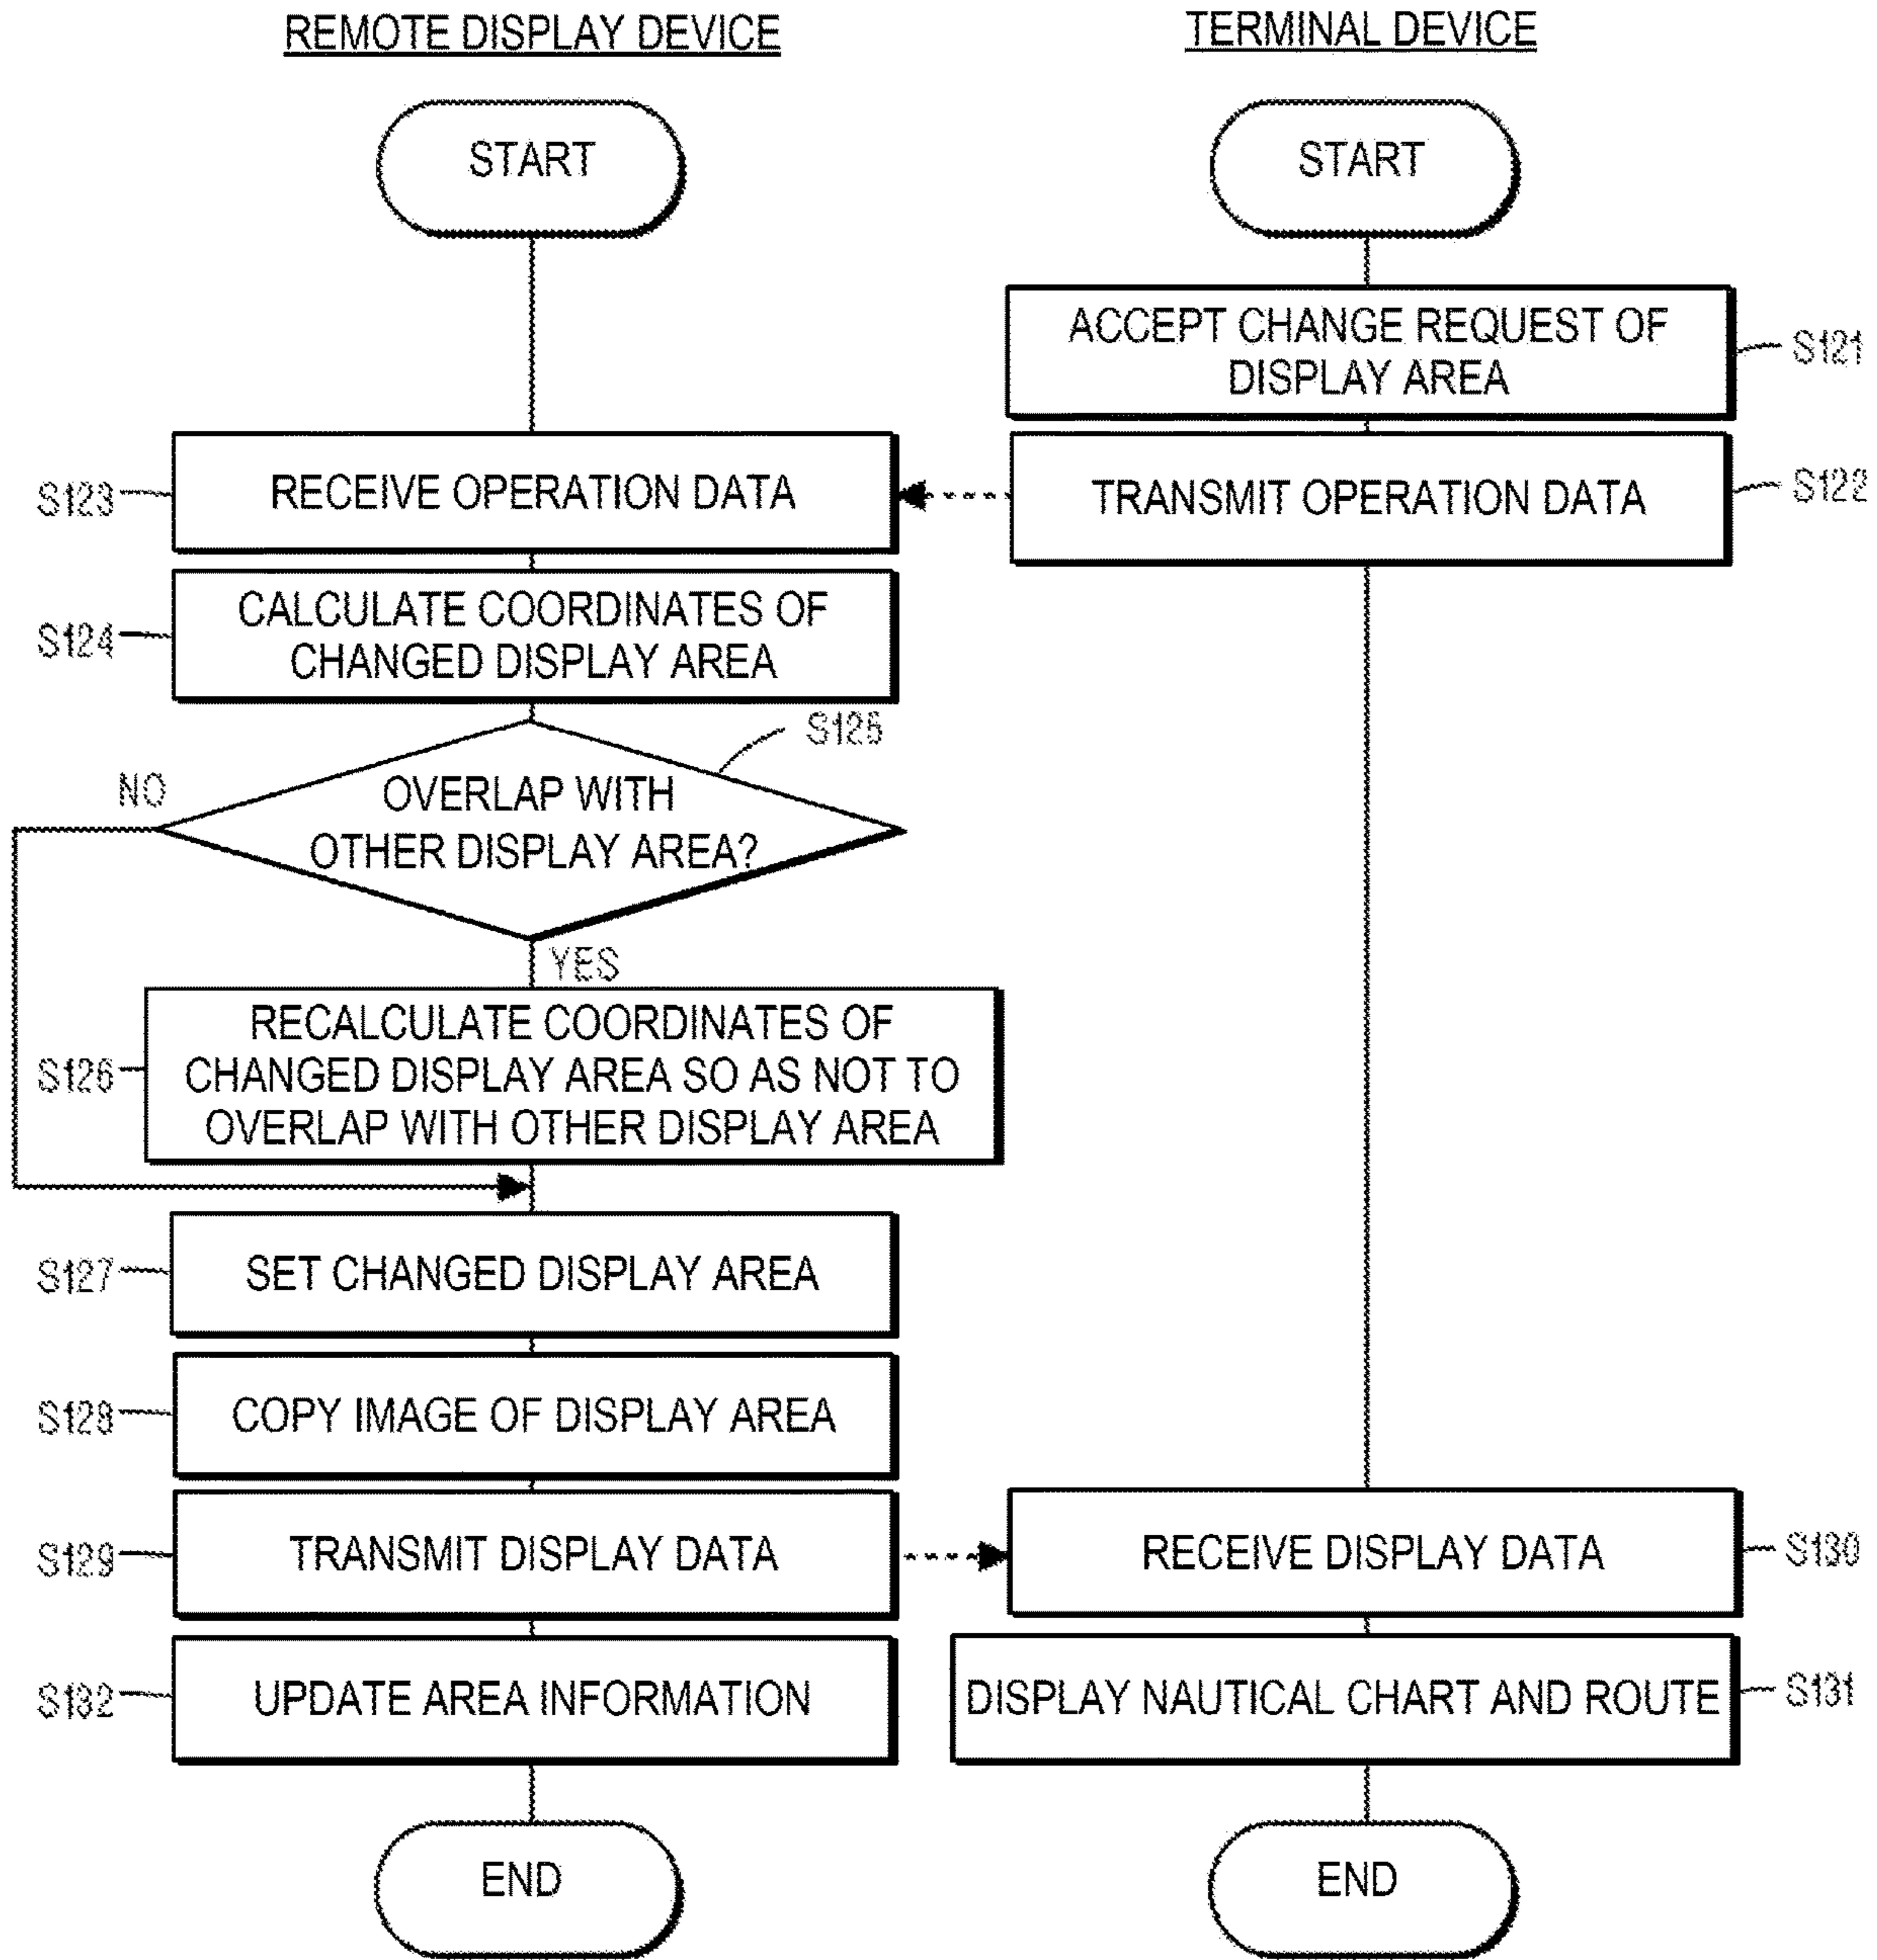 REMOTE DISPLAY DEVICE
TERMINAL DEVICE
START
START
ACCEPT CHANGE REQUEST OF
DISPLAY AREA
S121
S123
RECEIVE OPERATION DATA
TRANSMIT OPERATION DATA
S122
S124
CALCULATE COORDINATES OF
CHANGED DISPLAY AREA
S125
NO
OVERLAP WITH
OTHER DISPLAY AREA?
YES
S126
RECALCULATE COORDINATES OF
CHANGED DISPLAY AREA SO AS NOT TO
OVERLAP WITH OTHER DISPLAY AREA
S127
SET CHANGED DISPLAY AREA
S128
COPY IMAGE OF DISPLAY AREA
S129
TRANSMIT DISPLAY DATA
RECEIVE DISPLAY DATA
S130
S132
UPDATE AREA INFORMATION
DISPLAY NAUTICAL CHART AND ROUTE
S131
END
END